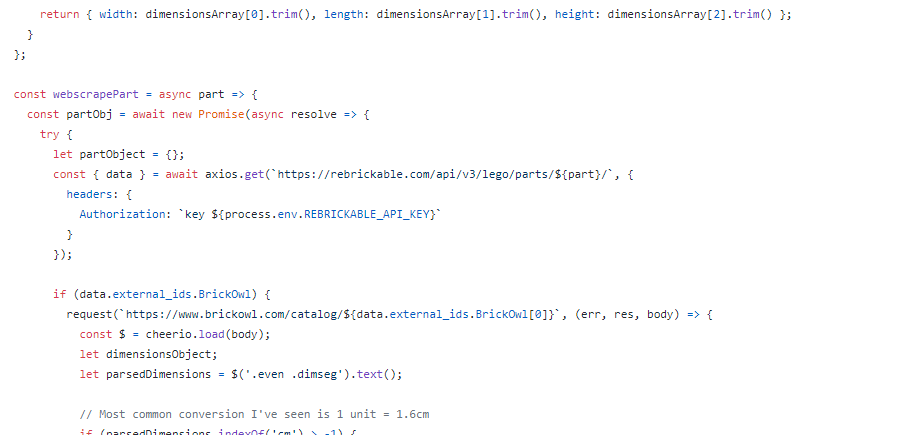 return { width: dimensionsArray[0].trim(), length: dimensionsArray[1].trim(), height: dimensionsArray[2].trim() };
}
};
const webscrapePart = async part => {
const partObj = await new Promise(async resolve => {
try {
let partObject = {};
const { data } = await axios.get(`https://rebrickable.com/api/v3/lego/parts/${part}/`, {
headers: {
Authorization: `key ${process.env.REBRICKABLE_API_KEY}`
}
});
if (data.external_ids.BrickOwl) {
request(`https://www.brickowl.com/catalog/${data.external_ids.BrickOwl[0]}`, (err, res, body) => {
const $ = cheerio.load(body);
let dimensionsObject;
let parsedDimensions = $('.even .dimseg').text();
// Most common conversion I've seen is 1 unit = 1.6cm
if (parsedDimensions.indexOf('cm') > -1) {